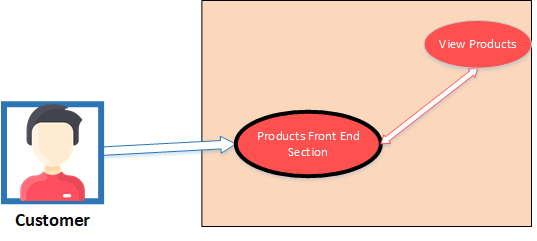 View Products
Products Front End
Section
Customer